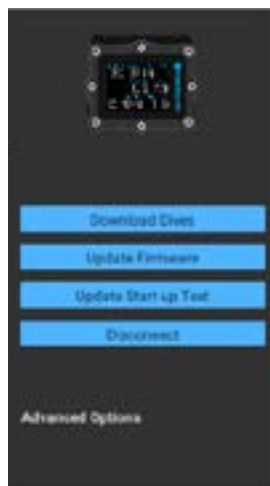 Download Dives
Update Firmware
Update Start up Text
Disconnect
Advanced Options